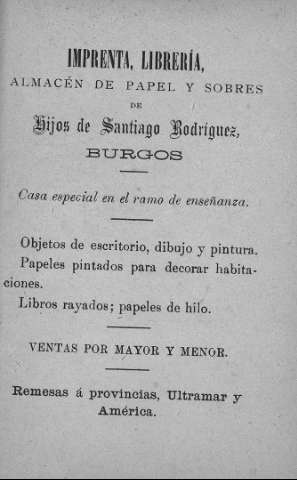 IMPRENTA, LIBRERÍA,
ALMACÉN DE PAPEL Y SOBRES
DE
Hijos de Santiago Rodríguez,
BURGOS
Casa especial en el ramo de enseñanza.
Objetos de escritorio, dibujo y pintura.
Papeles pintados para decorar habita-
ciones.
Libros rayados; papeles de hilo.
VENTAS POR MAYOR Y MENOR.
Remesas á provincias, Ultramar y
América.